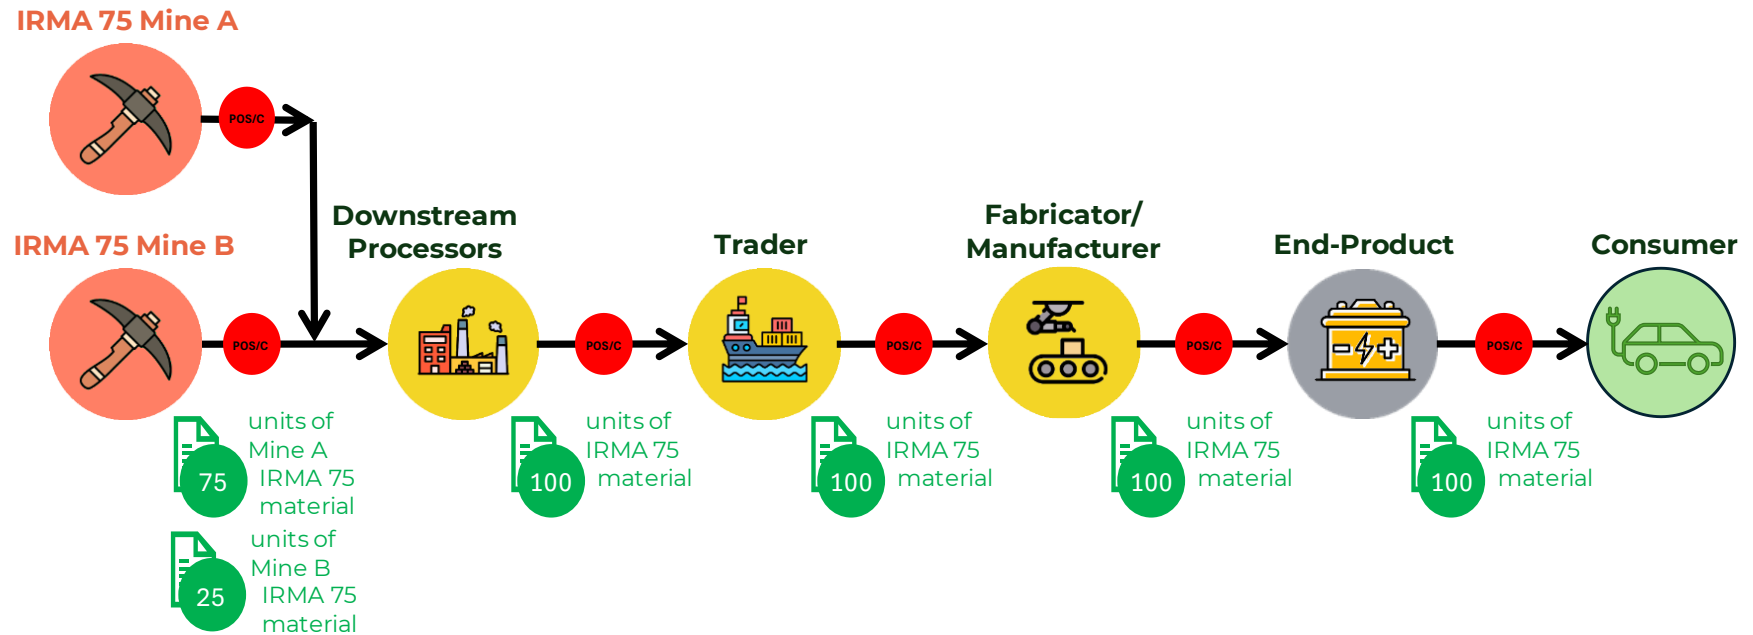 IRMA 75 Mine A
POS/C
Downstream
Processors
Trader
Fabricator/
Manufacturer
End-Product
Consumer
IRMA 75 Mine B
POS/C
POS/C
POS/C
POS/C
POS/C
75
units of
Mine A
IRMA 75
material
25
units of
Mine B
IRMA 75
material
100
units of
IRMA 75
material
100
units of
IRMA 75
material
100
units of
IRMA 75
material
100
units of
IRMA 75
material